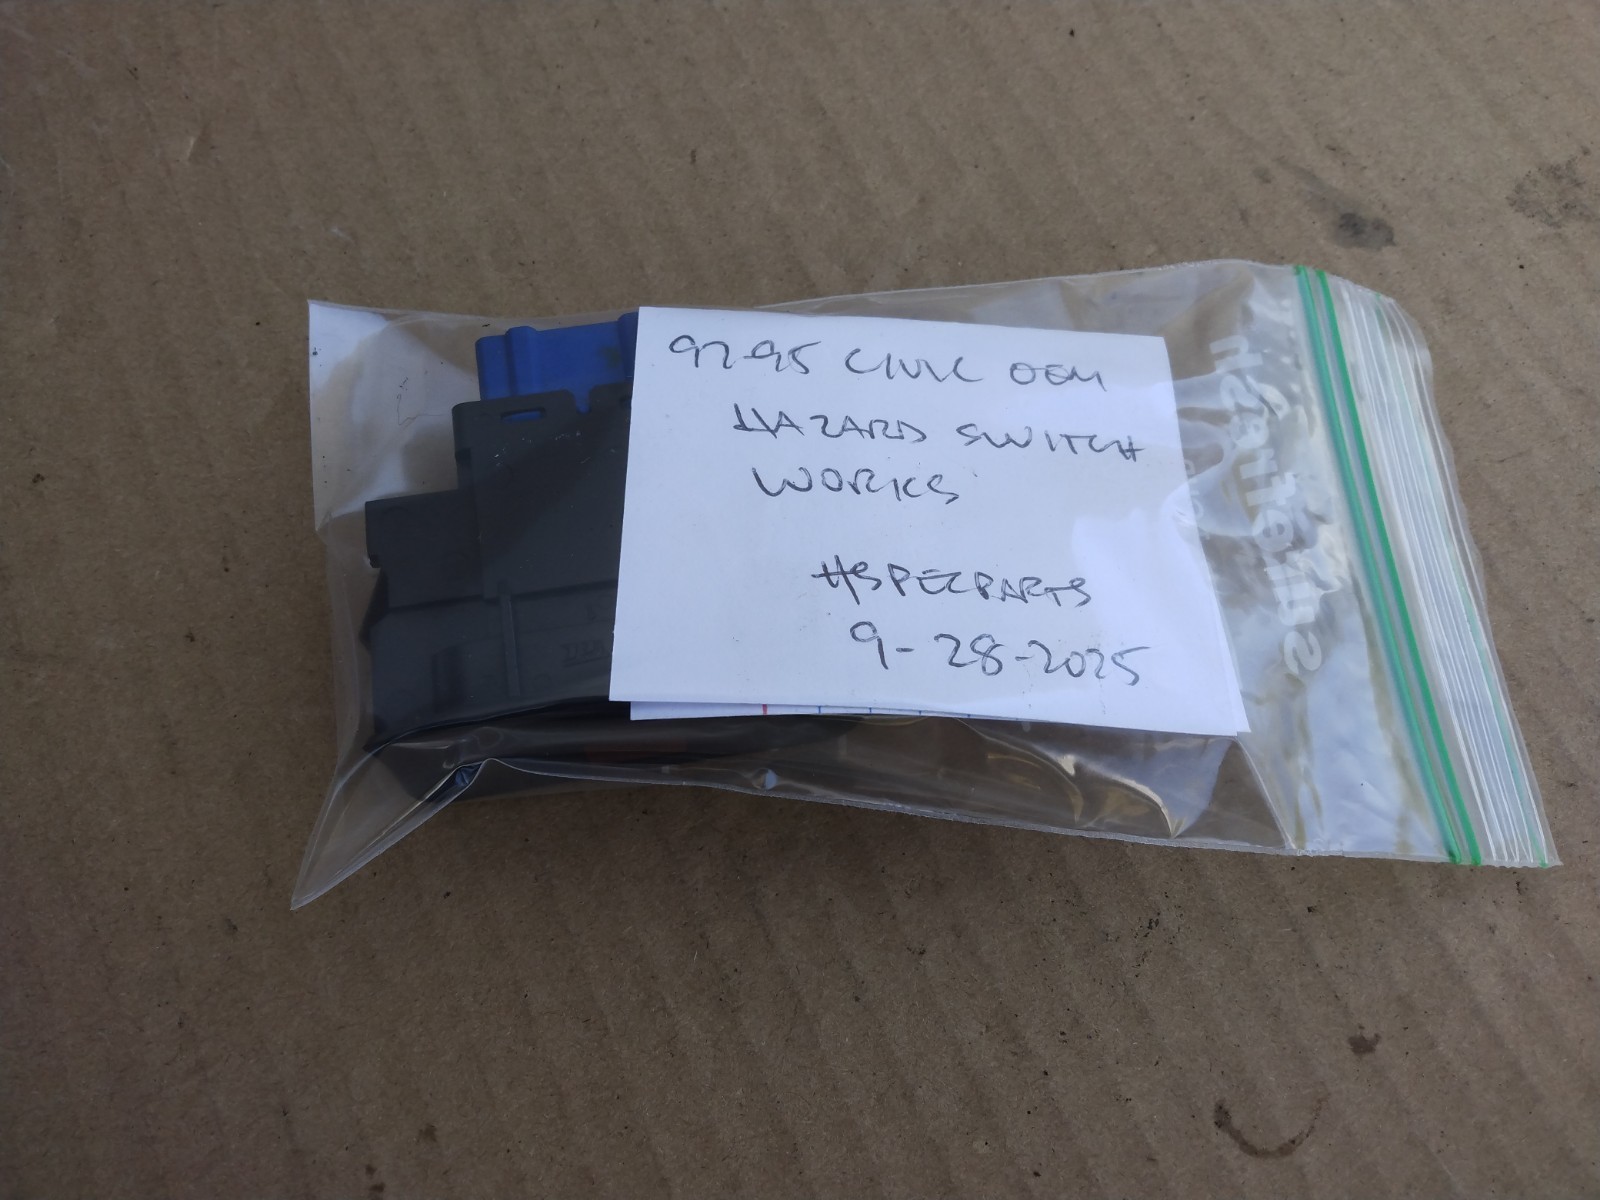 92-95 CIVIC OEM
HAZARD SWITCH
WORKS
HSPECPARTS
9-28-2025